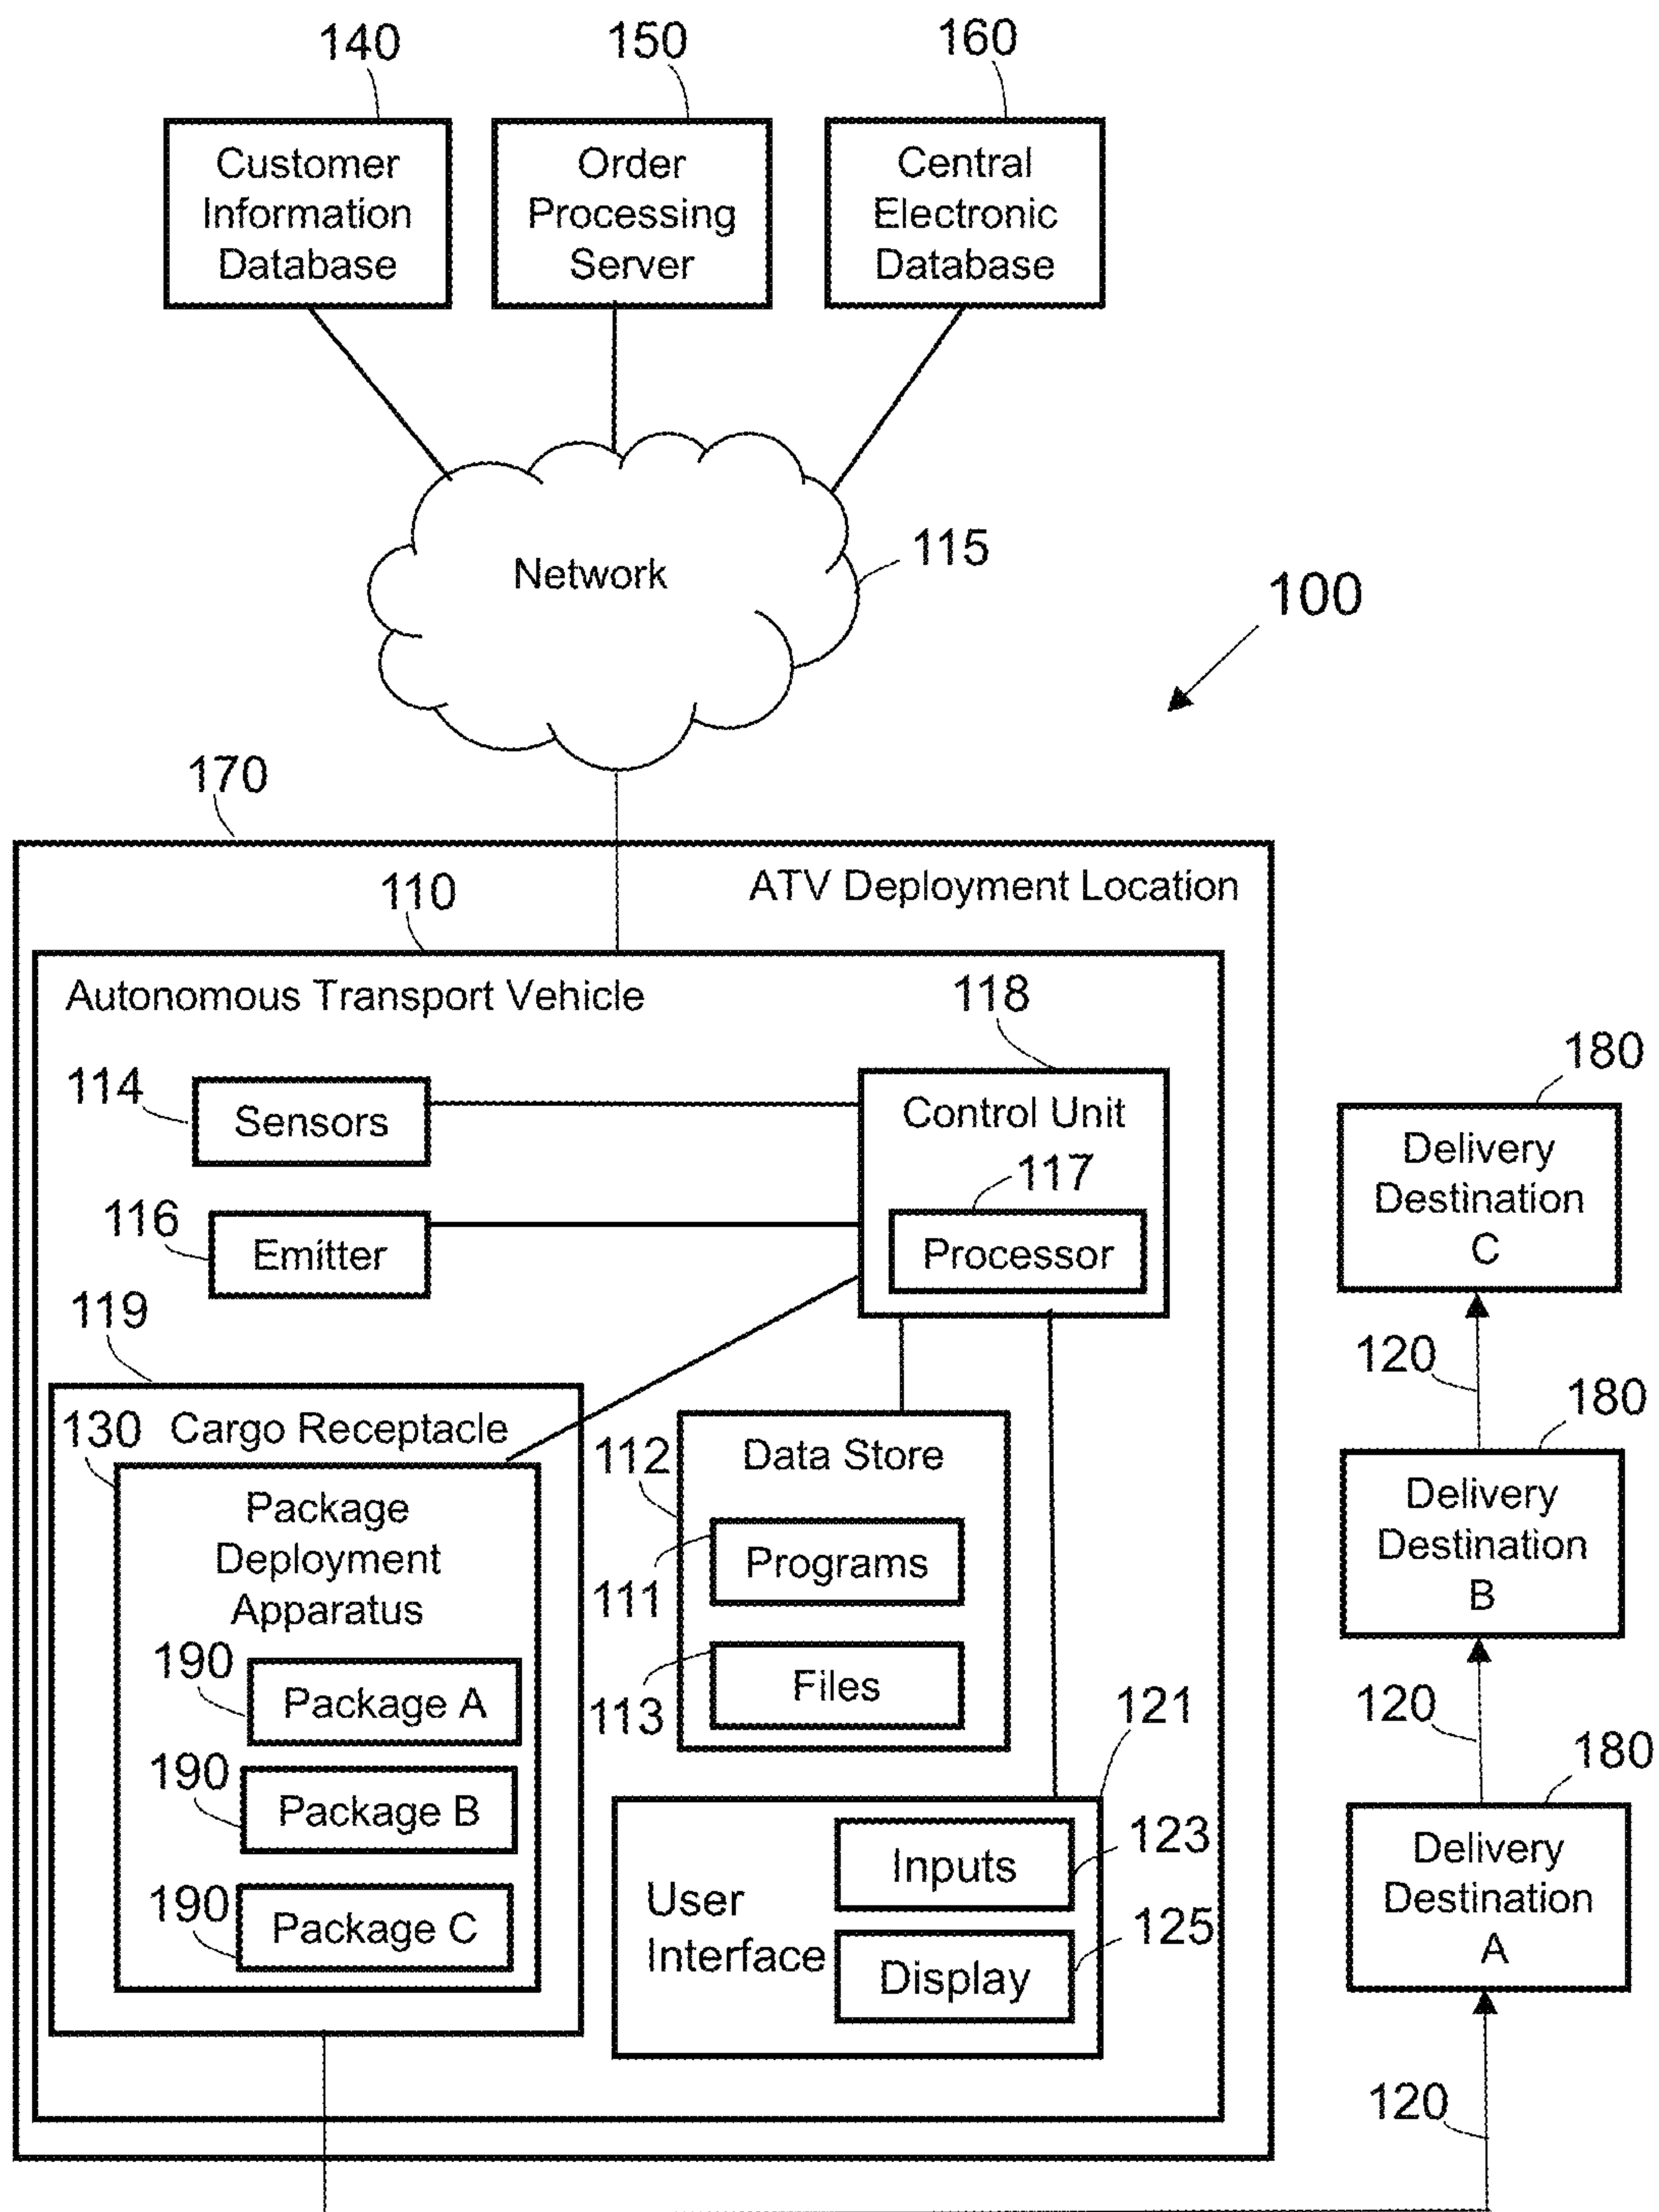 140
150
160
Customer
Information
Database
Order
Processing
Server
Central
Electronic
Database
Network
115
100
170
ATV Deployment Location
110
Autonomous Transport Vehicle
118
114
Sensors
Control Unit
117
Processor
116
Emitter
119
Cargo Receptacle
130
Package
Deployment
Apparatus
190
Package A
190
Package B
190
Package C
112
Data Store
111
Programs
113
Files
121
User
Interface
Inputs
123
Display
125
180
Delivery
Destination
C
120
180
Delivery
Destination
B
120
180
Delivery
Destination
A
120